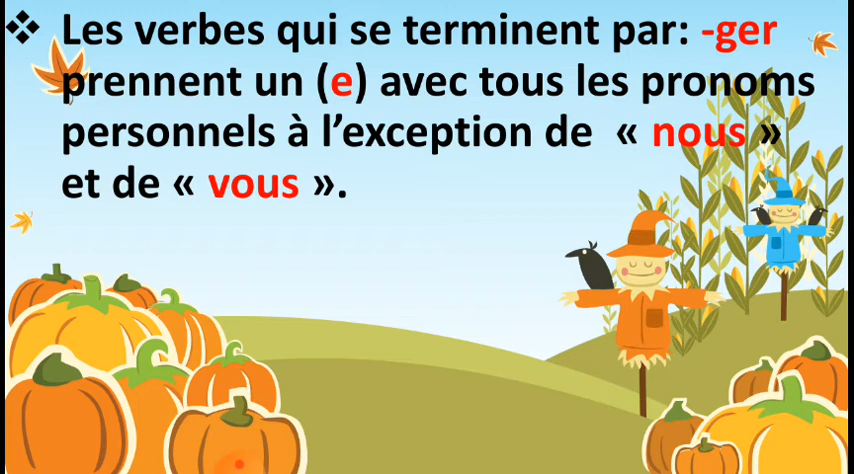 ❖ Les verbes qui se terminent par: -ger
prennent un (e) avec tous les pronoms
personnels à l’exception de « nous »
et de « vous ».